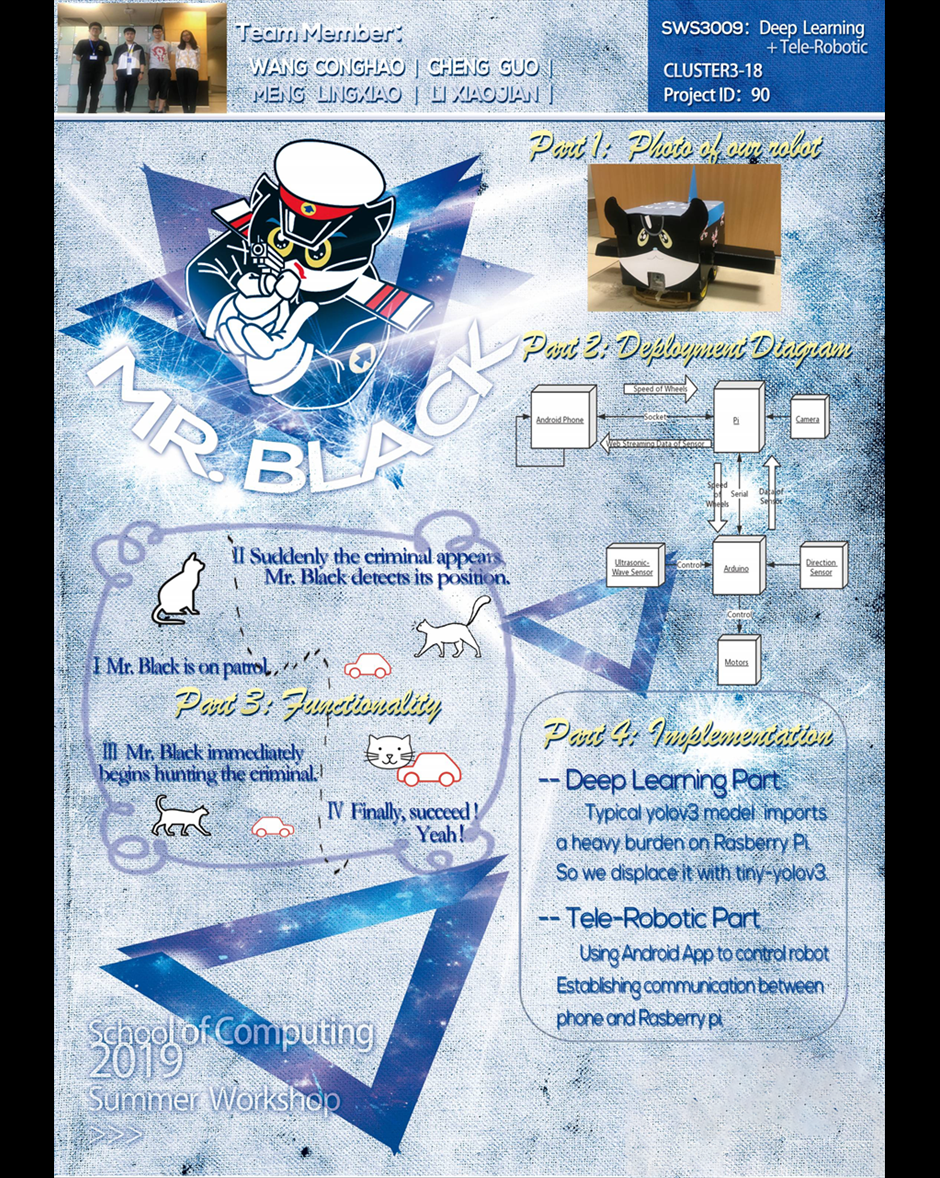 Team Member:
WANG CONGHAO | CHENG GUO |
MENG LINGXIAO | LI XIAOJIAN |
SWS3009: Deep Learning
+Tele-Robotic
CLUSTER3-18
Project ID: 90
MR. BLACK
Part 1: Photo of our robot
Part 2: Deployment Diagram
Speed of Wheels
Android Phone
Socket
Pi
Camera
Web Streaming Data of Sensor
Speed
of
Wheels
Serial
Data of
Sensor
Ultrasonic-
Wave Sensor
Control
Arduino
Direction
Sensor
Control
Motors
II Suddenly the criminal appears.
Mr. Black detects its position.
I Mr. Black is on patrol.
Part 3: Functionality
III Mr. Black immediately
begins hunting the criminal.
IV Finally, succeed !
Yeah !
Part 4: Implementation
-- Deep Learning Part
Typical yolov3 model imports
a heavy burden on Rasberry Pi.
So we displace it with tiny-yolov3.
-- Tele-Robotic Part
Using Android App to control robot
Establishing communication between
phone and Rasberry pi
School of Computing
2019
Summer Workshop
>>>